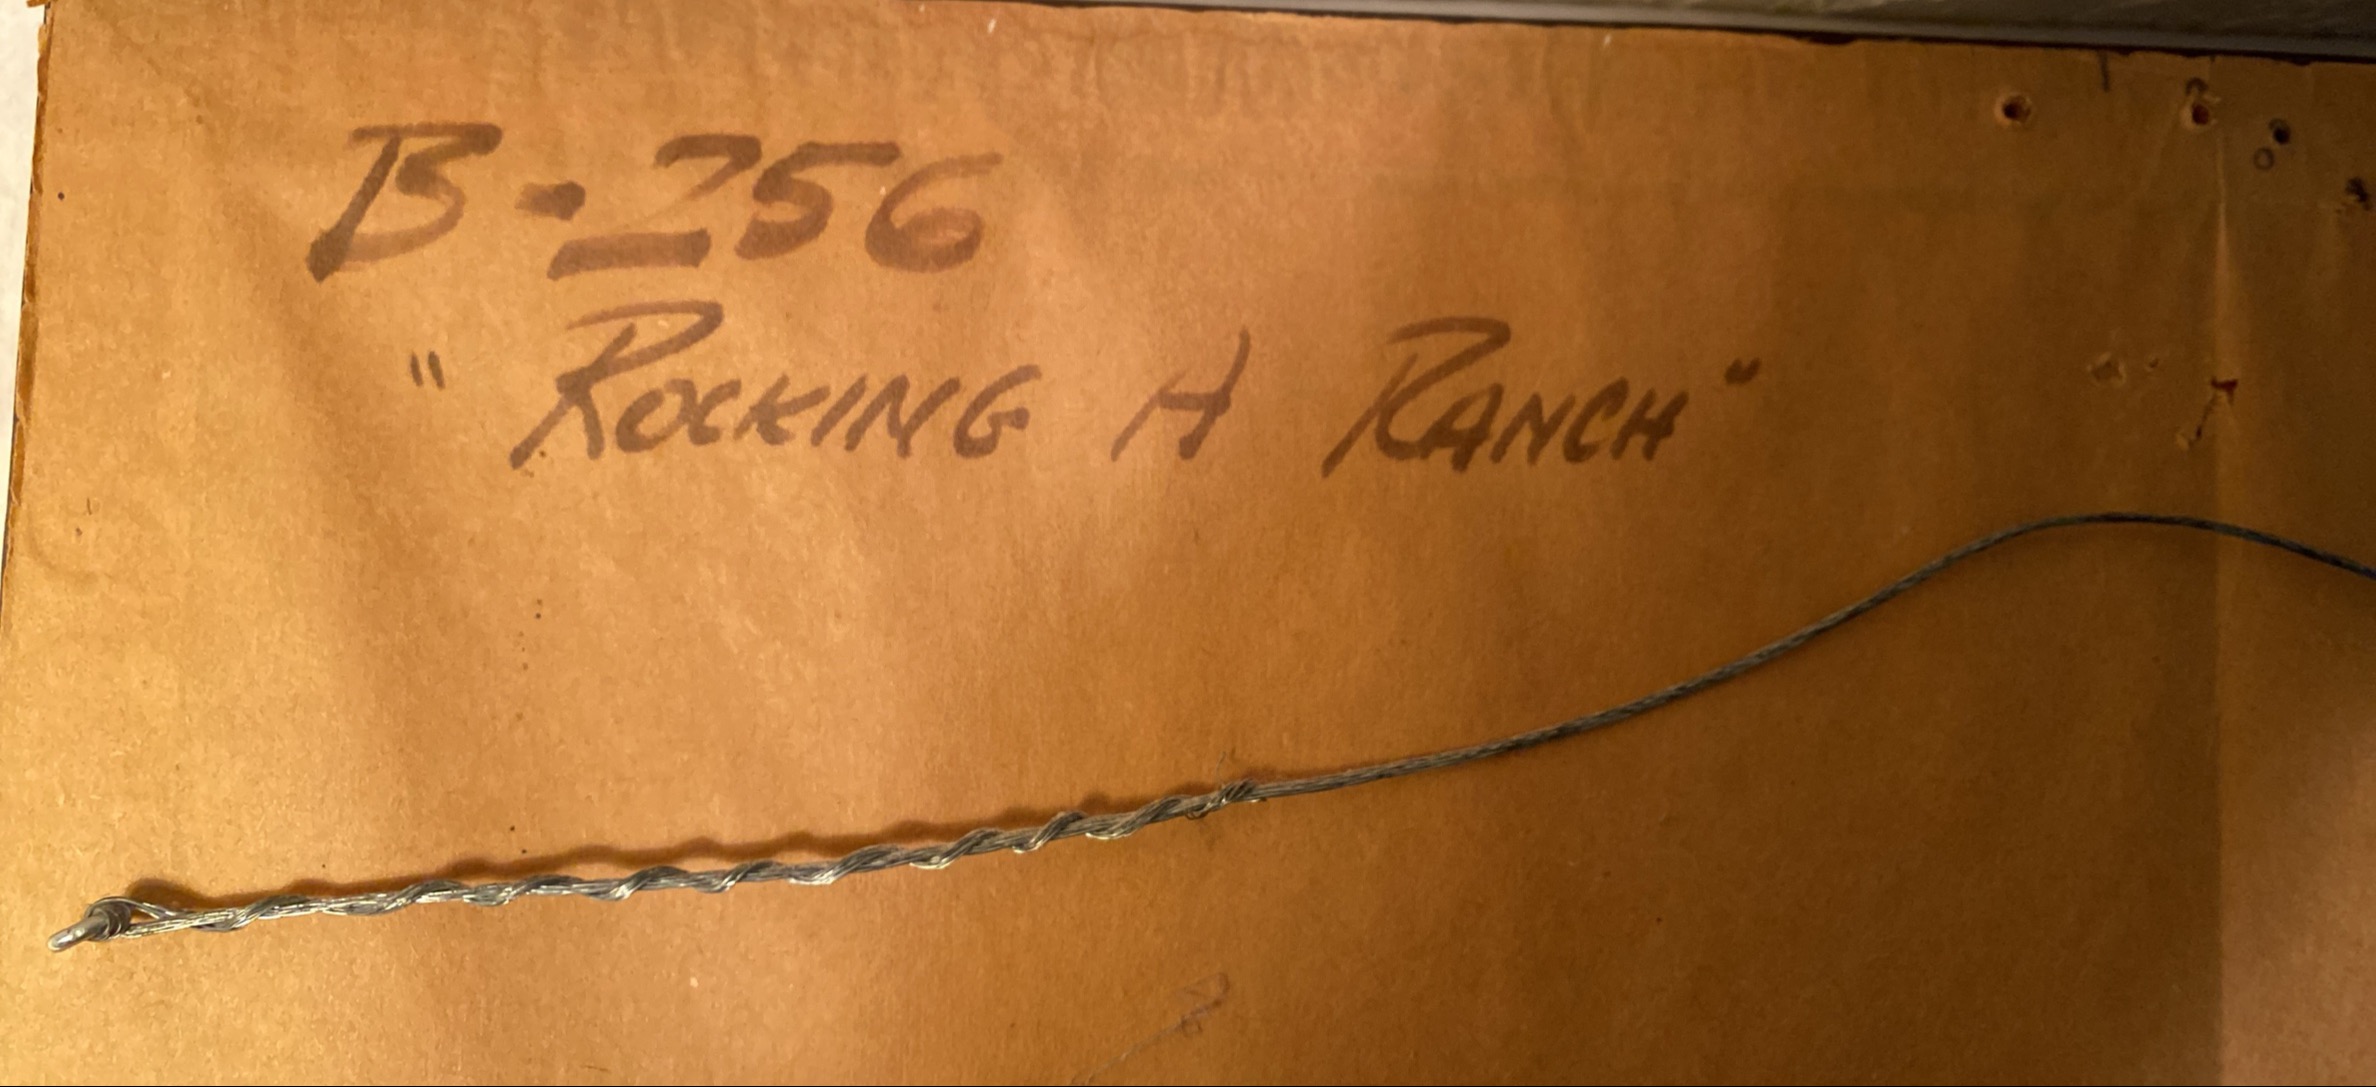 B-256
"ROCKING H RANCH"